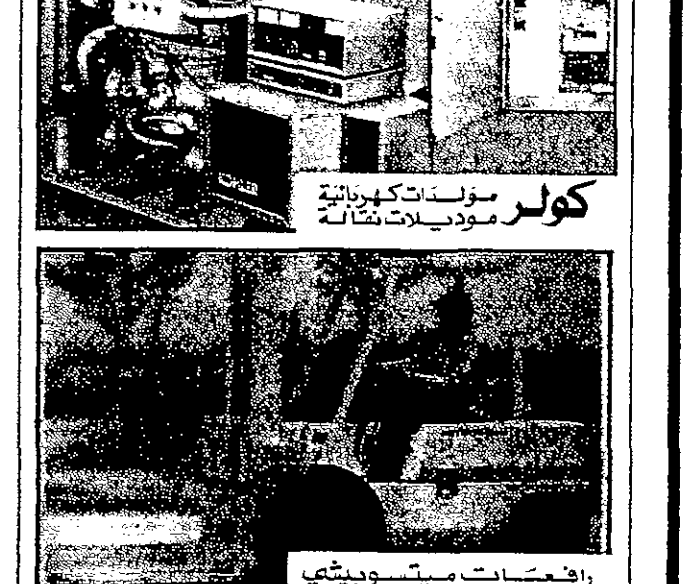 كولر
مولدات كهربائية
موديلات نقالة
رافعات ميتسوبيشي